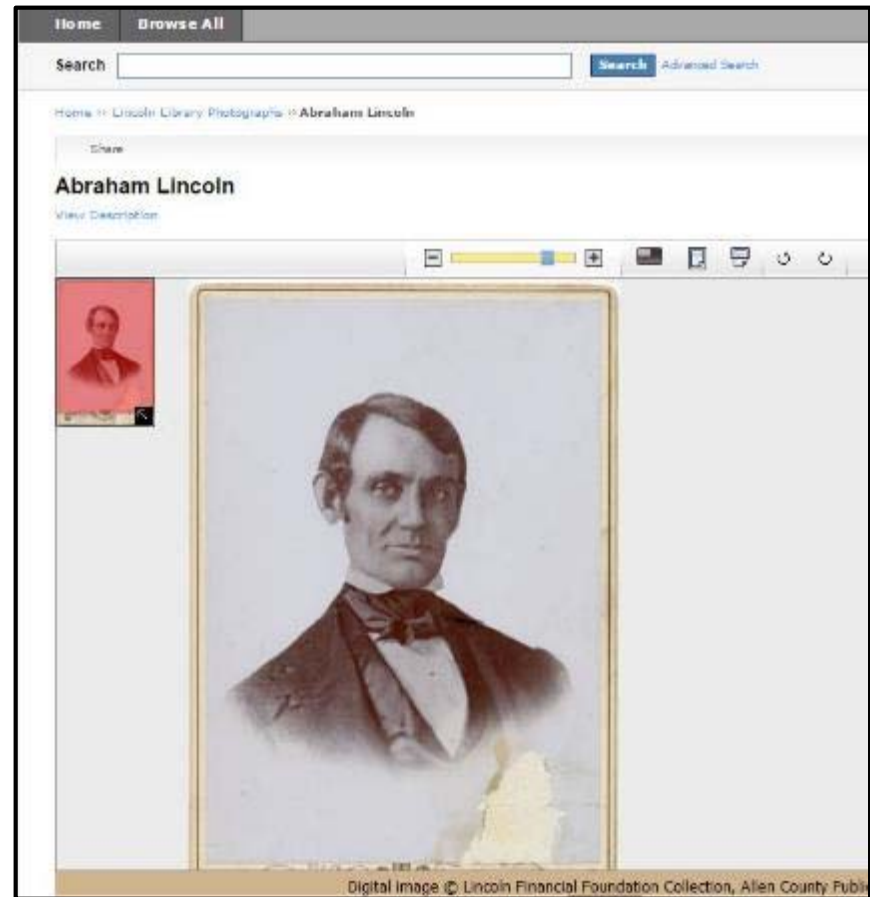 Home Browse All
Search Search Advanced Search
Home » Lincoln Library Photographs » Abraham Lincoln
Share
Abraham Lincoln
View Description
Digital Image © Lincoln Financial Foundation Collection, Allen County Public